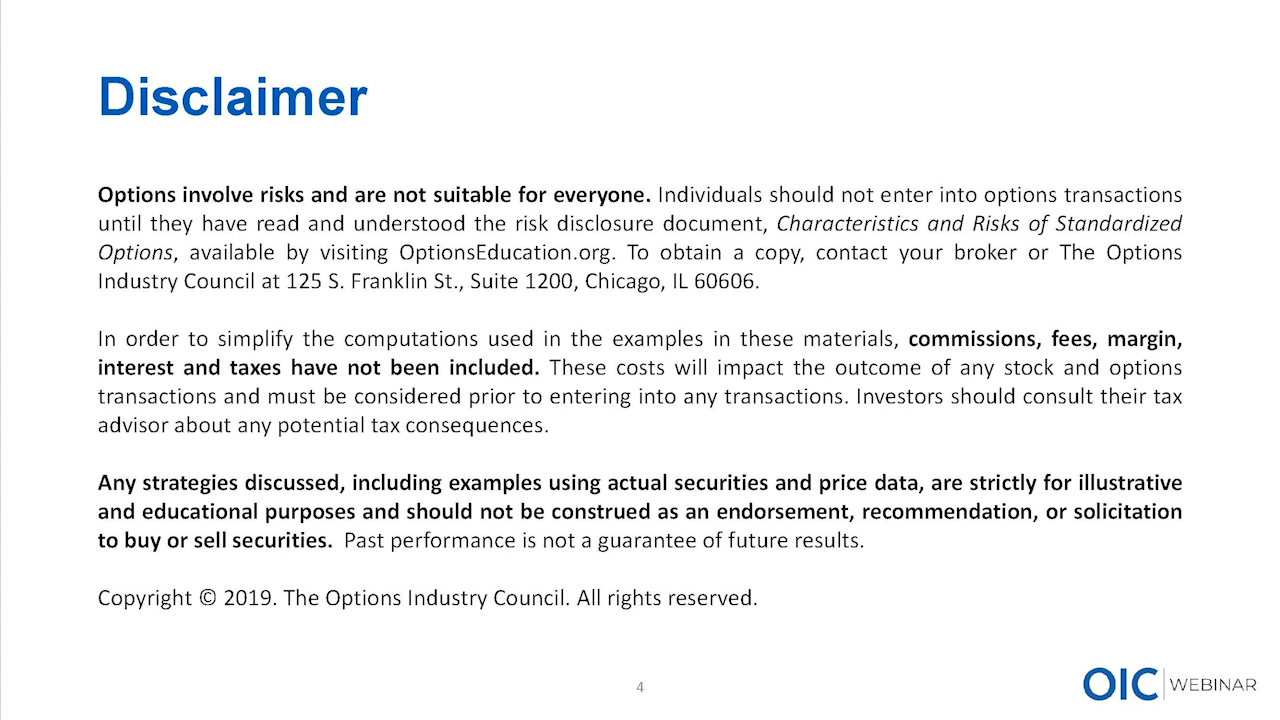 Disclaimer
Options involve risks and are not suitable for everyone. Individuals should not enter into options transactions
until they have read and understood the risk disclosure document, Characteristics and Risks of Standardized
Options, available by visiting OptionsEducation.org. To obtain a copy, contact your broker or The Options
Industry Council at 125 S. Franklin St., Suite 1200, Chicago, IL 60606.
In order to simplify the computations used in the examples in these materials, commissions, fees, margin,
interest and taxes have not been included. These costs will impact the outcome of any stock and options
transactions and must be considered prior to entering into any transactions. Investors should consult their tax
advisor about any potential tax consequences.
Any strategies discussed, including examples using actual securities and price data, are strictly for illustrative
and educational purposes and should not be construed as an endorsement, recommendation, or solicitation
to buy or sell securities. Past performance is not a guarantee of future results.
Copyright © 2019. The Options Industry Council. All rights reserved.
4
OIC WEBINAR